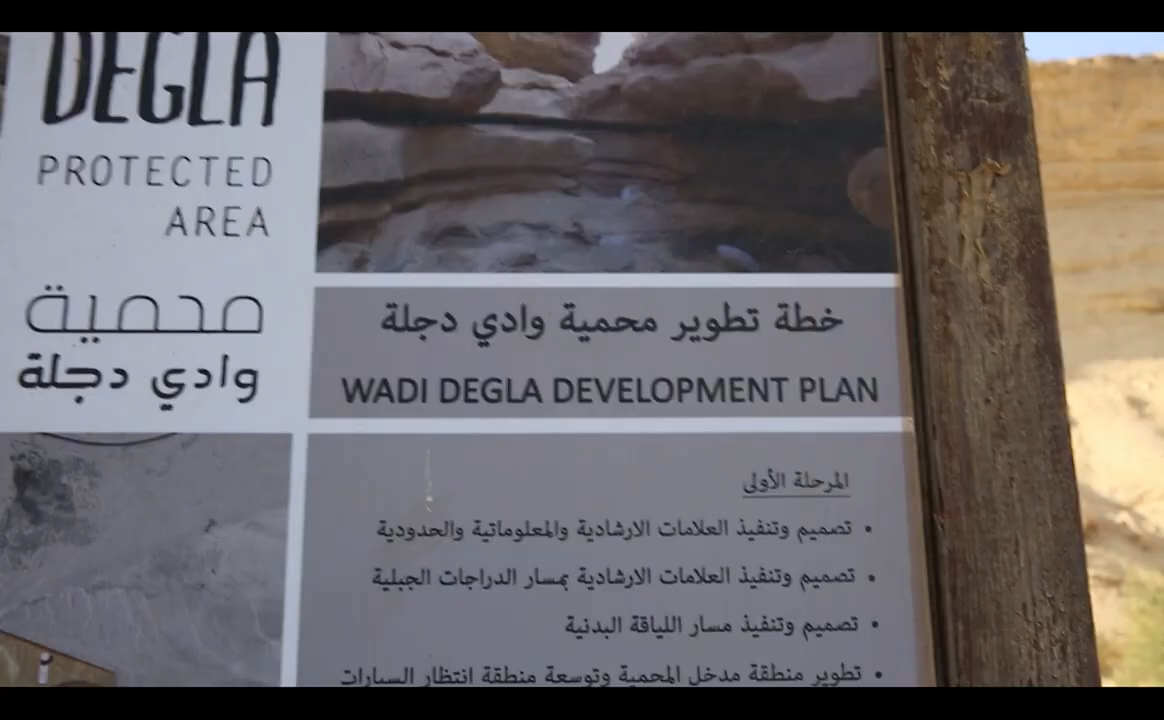 DEGLA
PROTECTED
AREA
محمية
وادي دجلة
خطة تطوير محمية وادي دجلة
WADI DEGLA DEVELOPMENT PLAN
المرحلة الأولى
• تصميم وتنفيذ العلامات الارشادية والمعلوماتية والحدودية
• تصميم وتنفيذ العلامات الارشادية بمسار الدراجات الجبلية
• تصميم وتنفيذ مسار اللياقة البدنية
• تطوير منطقة مدخل المحمية وتوسعة منطقة انتظار السيارات